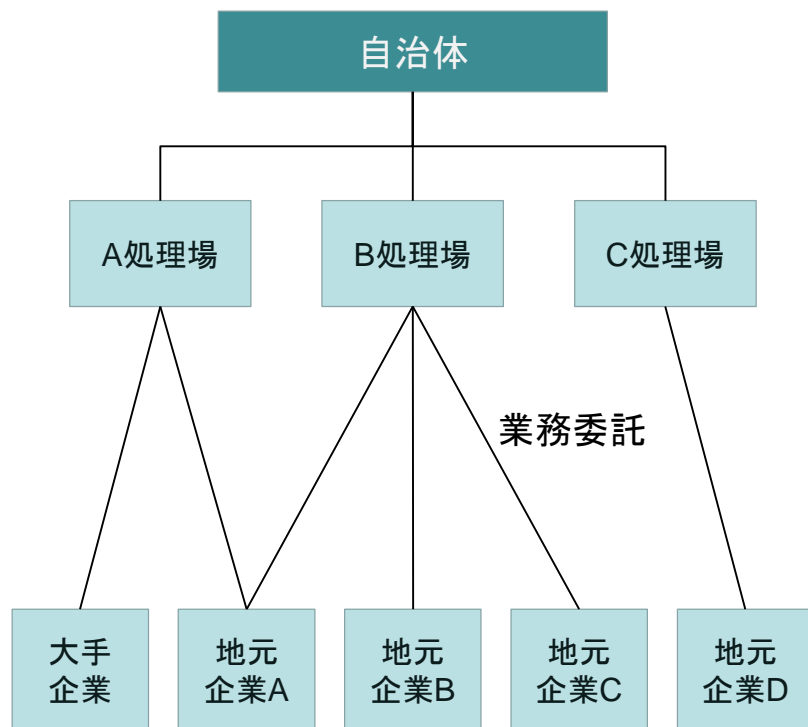 自治体
A処理場
B処理場
C処理場
業務委託
大手
企業
地元
企業A
地元
企業B
地元
企業C
地元
企業D